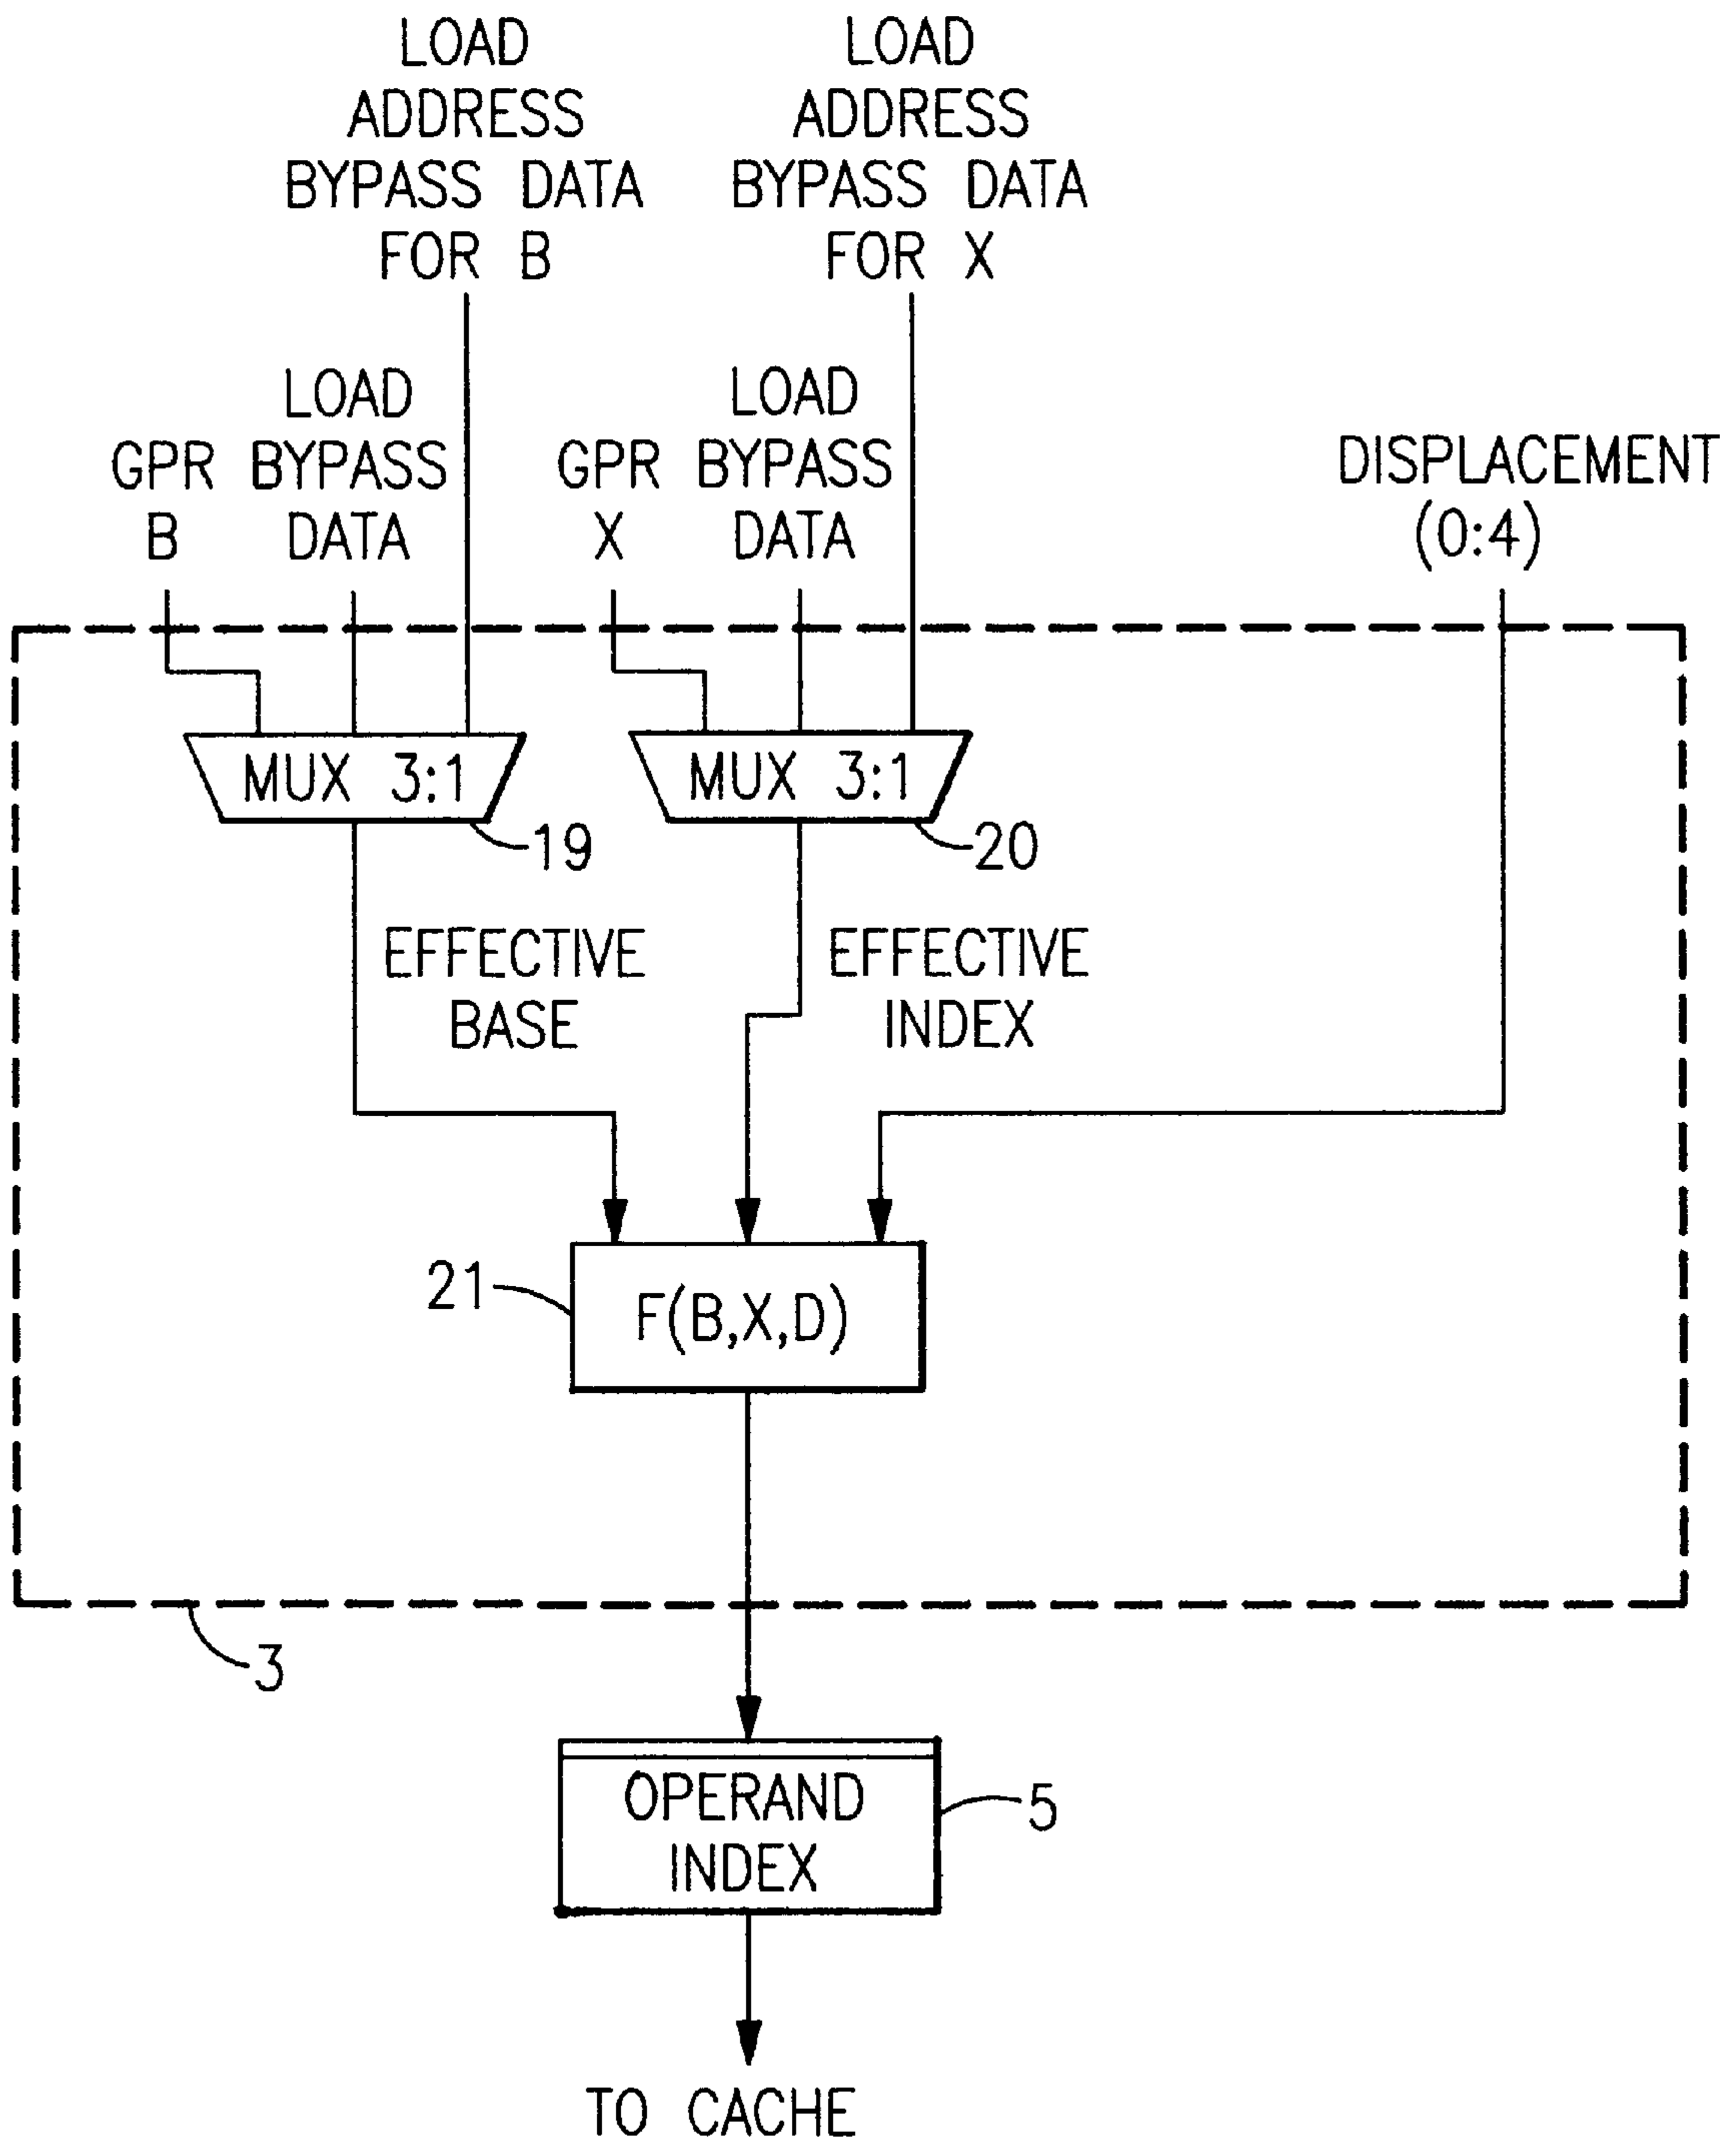 LOAD
ADDRESS
BYPASS DATA
FOR B
LOAD
ADDRESS
BYPASS DATA
FOR X
GPR
B
LOAD
BYPASS
DATA
GPR
X
LOAD
BYPASS
DATA
DISPLACEMENT
(0:4)
MUX 3:1
19
MUX 3:1
20
EFFECTIVE
BASE
EFFECTIVE
INDEX
21
F(B,X,D)
3
OPERAND
INDEX
5
TO CACHE